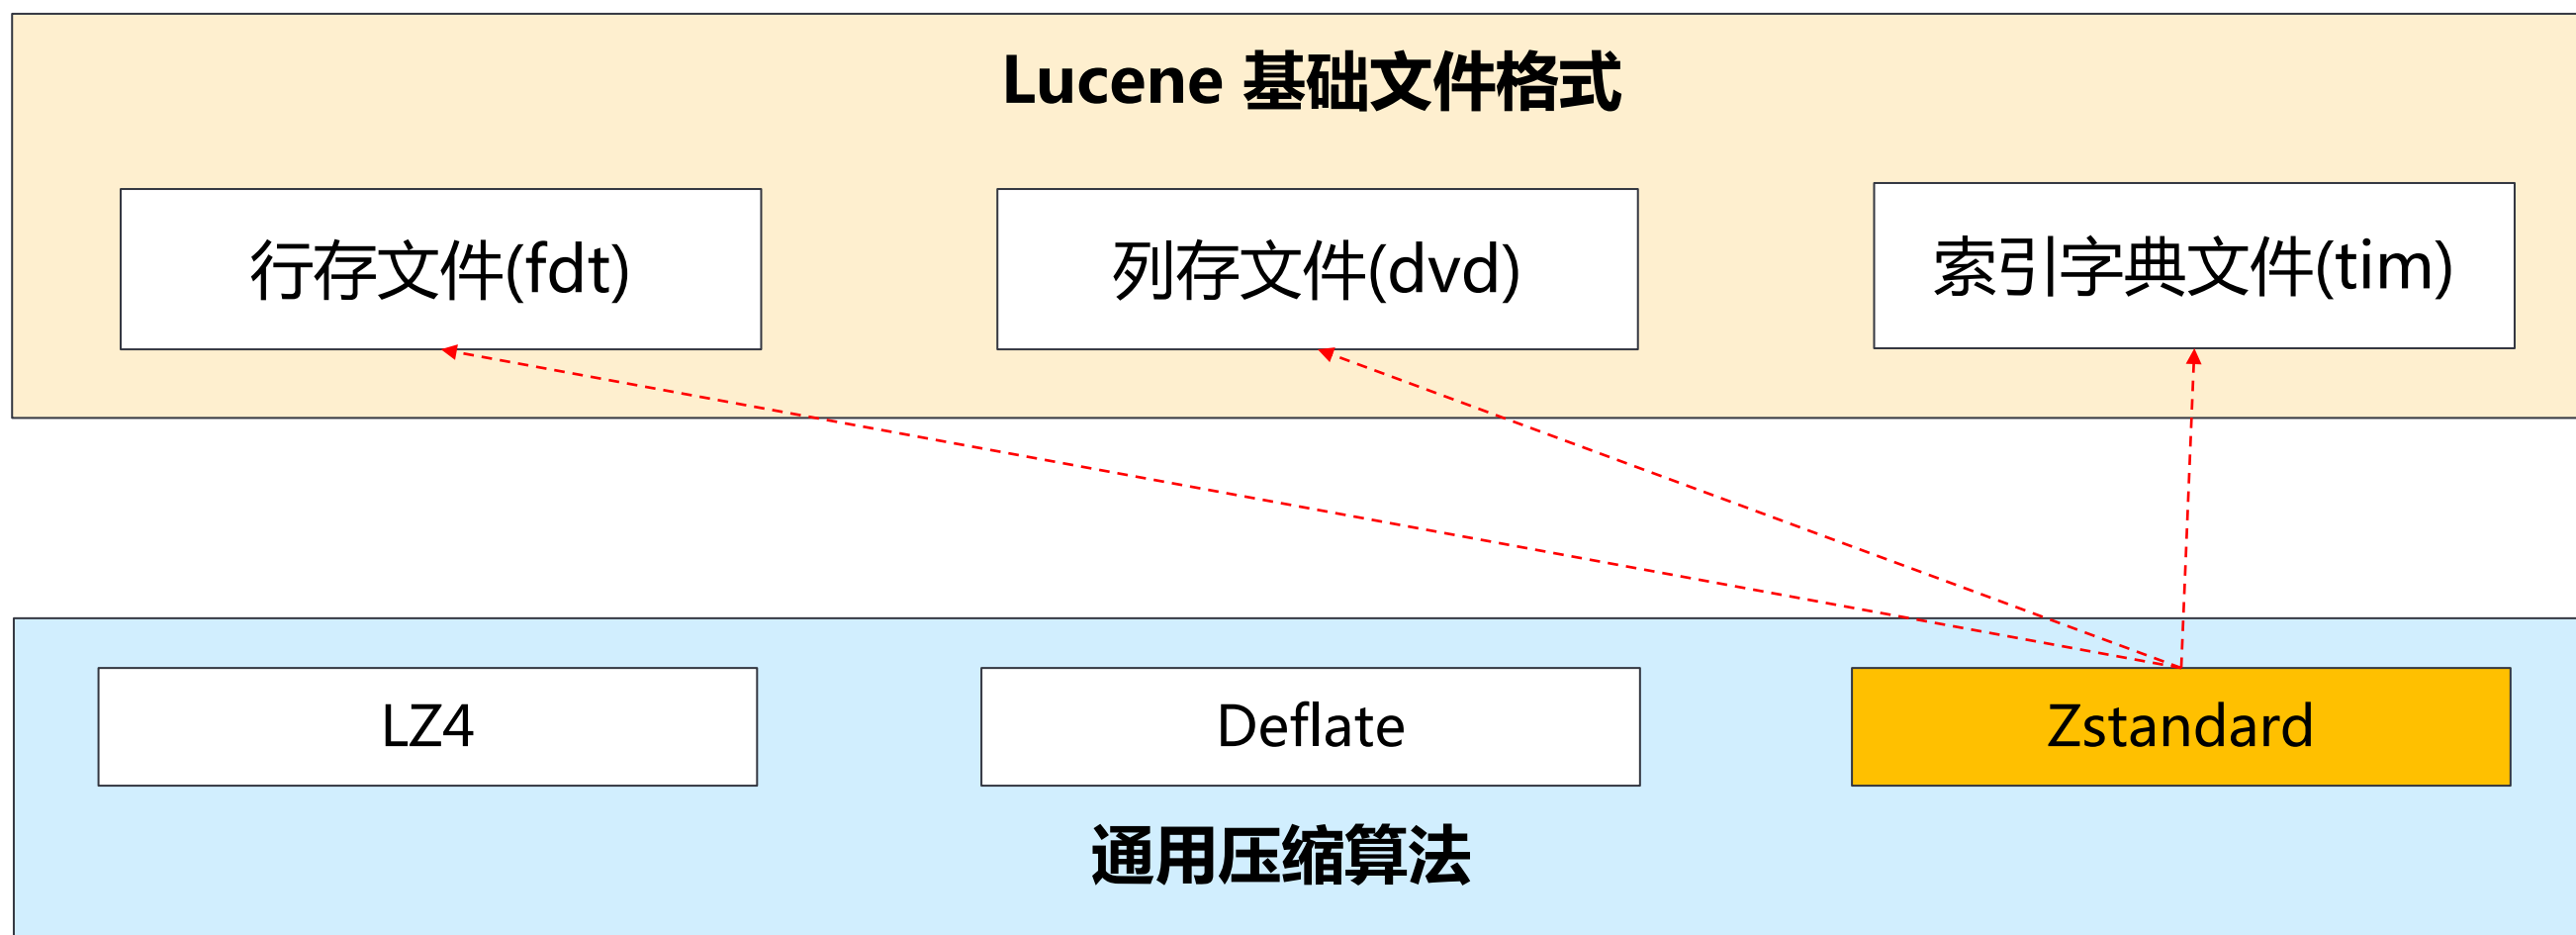 Lucene 基础文件格式
行存文件(fdt)
列存文件(dvd)
索引字典文件(tim)
LZ4
Deflate
Zstandard
通用压缩算法